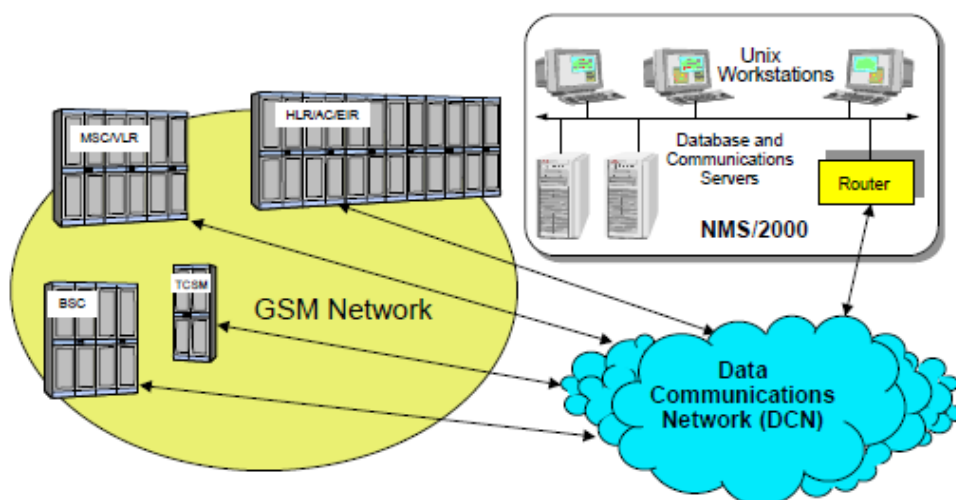 Unix
Workstations
HLR/AC/EIR
MSC/VLR
Database and
Communications
Servers
Router
NMS/2000
TCSM
BSC
GSM Network
Data
Communications
Network (DCN)